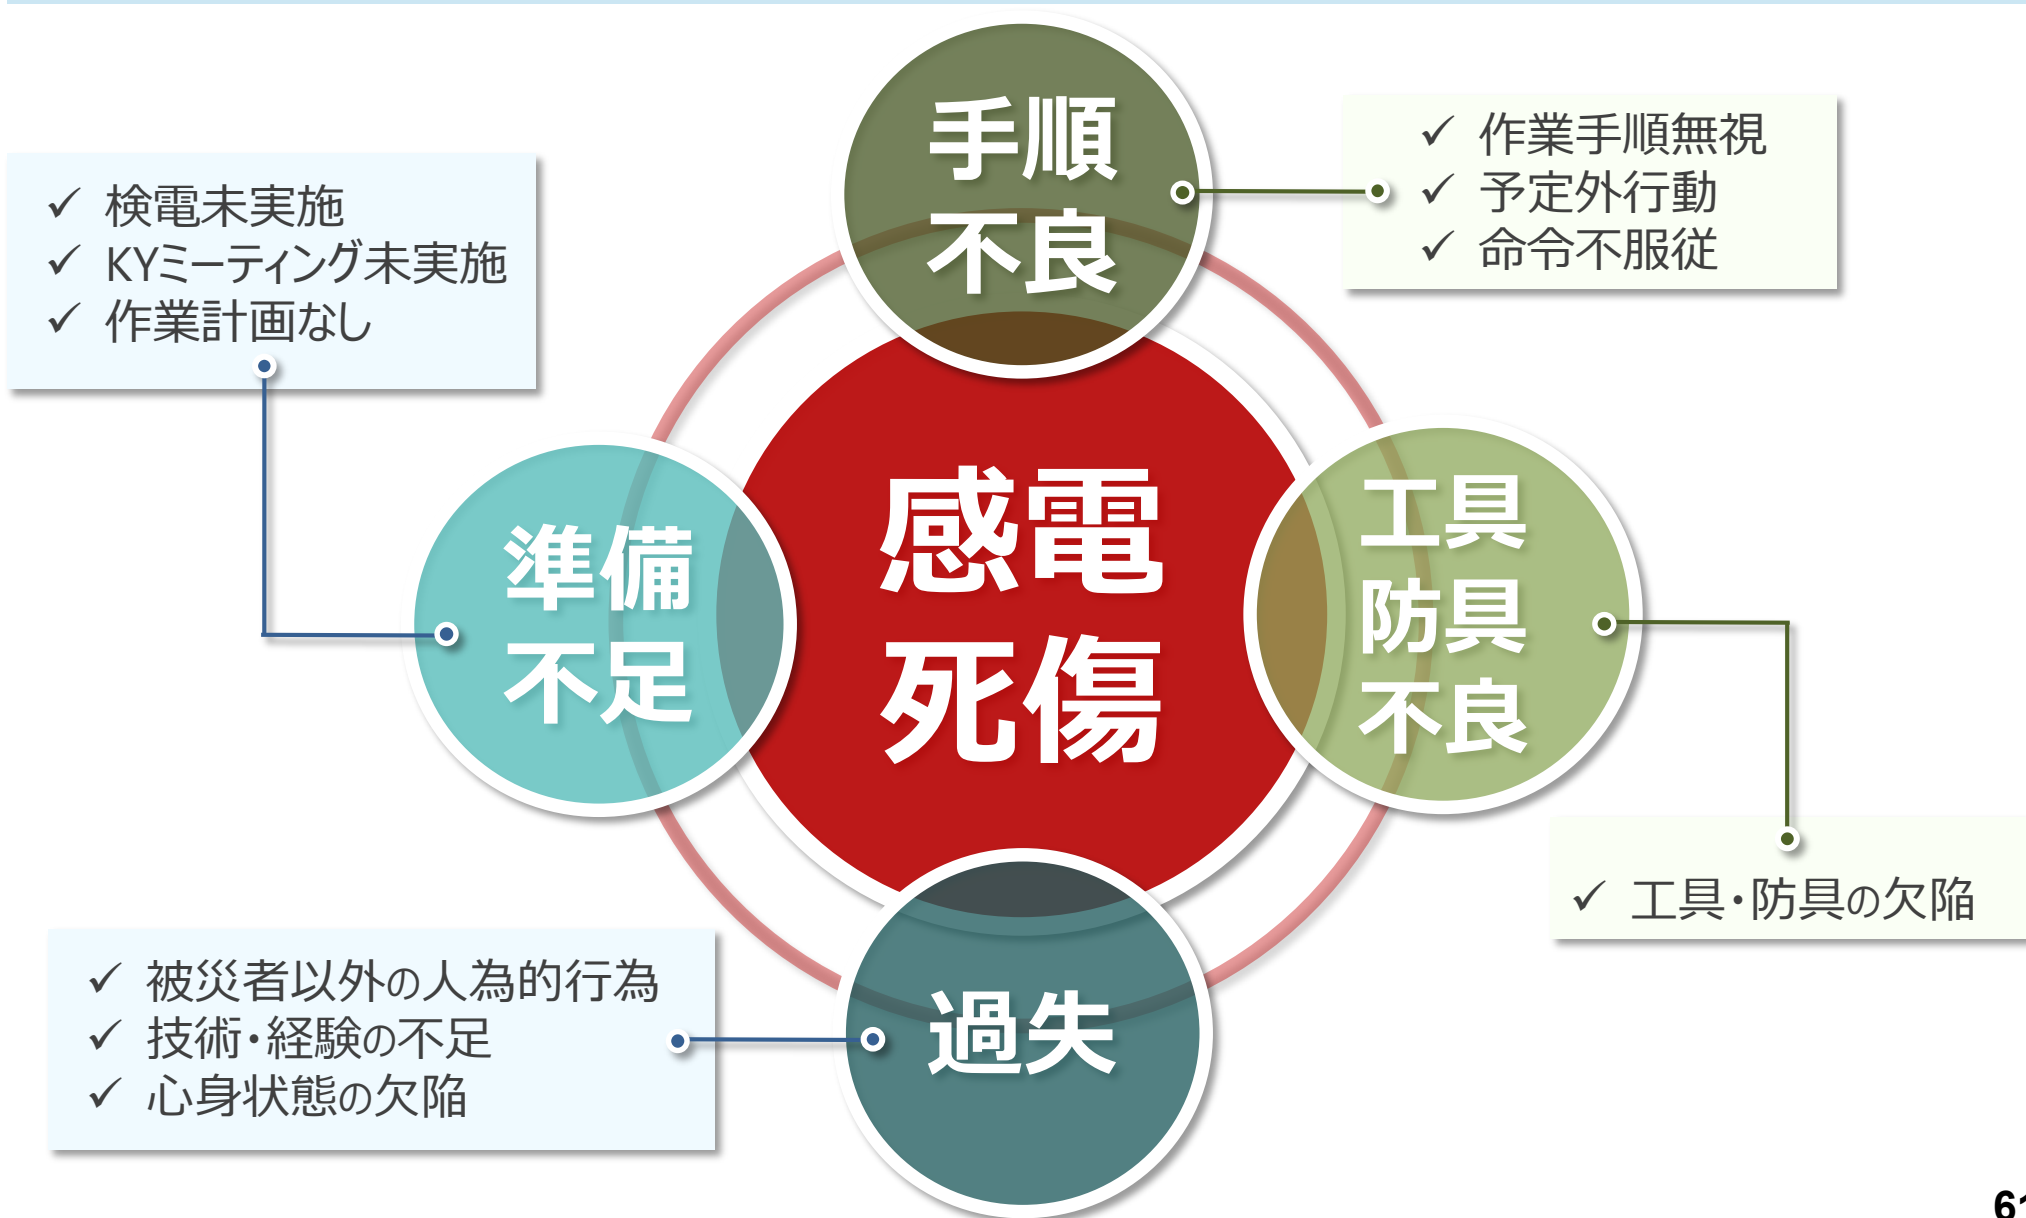 手順
不良
✓ 作業手順無視
✓ 予定外行動
✓ 命令不服従
✓ 検電未実施
✓ KYミーティング未実施
✓ 作業計画なし
感電
死傷
準備
不足
工具
防具
不良
✓ 工具・防具の欠陥
✓ 被災者以外の人為的行為
✓ 技術・経験の不足
✓ 心身状態の欠陥
過失
61